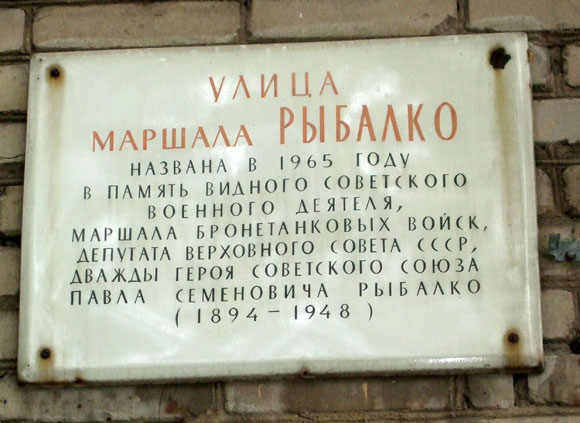 УЛИЦА
МАРШАЛА РЫБАЛКО
НАЗВАНА В 1965 ГОДУ
В ПАМЯТЬ ВИДНОГО СОВЕТСКОГО
ВОЕННОГО ДЕЯТЕЛЯ,
МАРШАЛА БРОНЕТАНКОВЫХ ВОЙСК,
ДЕПУТАТА ВЕРХОВНОГО СОВЕТА СССР,
ДВАЖДЫ ГЕРОЯ СОВЕТСКОГО СОЮЗА
ПАВЛА СЕМЕНОВИЧА РЫБАЛКО
(1894–1948)